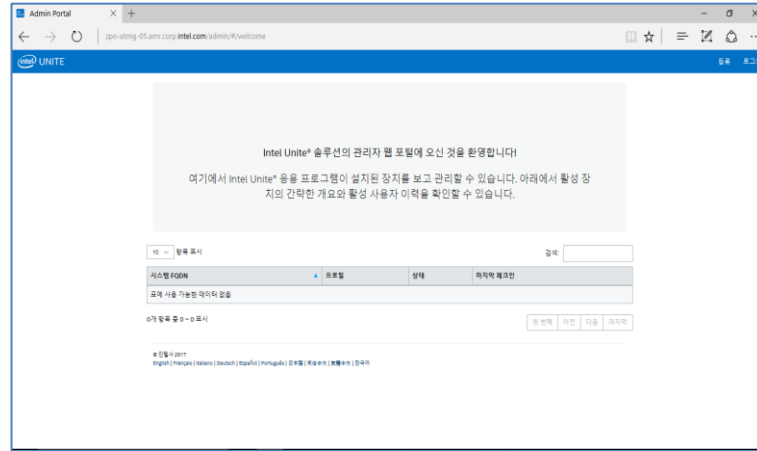 Admin Portal
zpn-utmg-05.amr.corp.intel.com/admin/#/welcome
intel UNITE
등록
Intel Unite® 솔루션의 관리자 웹 포털에 오신 것을 환영합니다!
여기에서 Intel Unite® 응용 프로그램이 설치된 장치를 보고 관리할 수 있습니다. 아래에서 활성 장
치의 간략한 개요와 활성 사용자 이력을 확인할 수 있습니다.
10 항목 표시
검색:
시스템 FQDN 프로필 상태 마지막 체크인
표에 사용 가능한 데이터 없음
0개 항목 중 0 ~ 0 표시
첫 번째 이전 다음 마지막
© 인텔사 2017
English | Français | Italiano | Deutsch | Español | Português | 日本語 | 简体中文 | 繁體中文 | 한국어